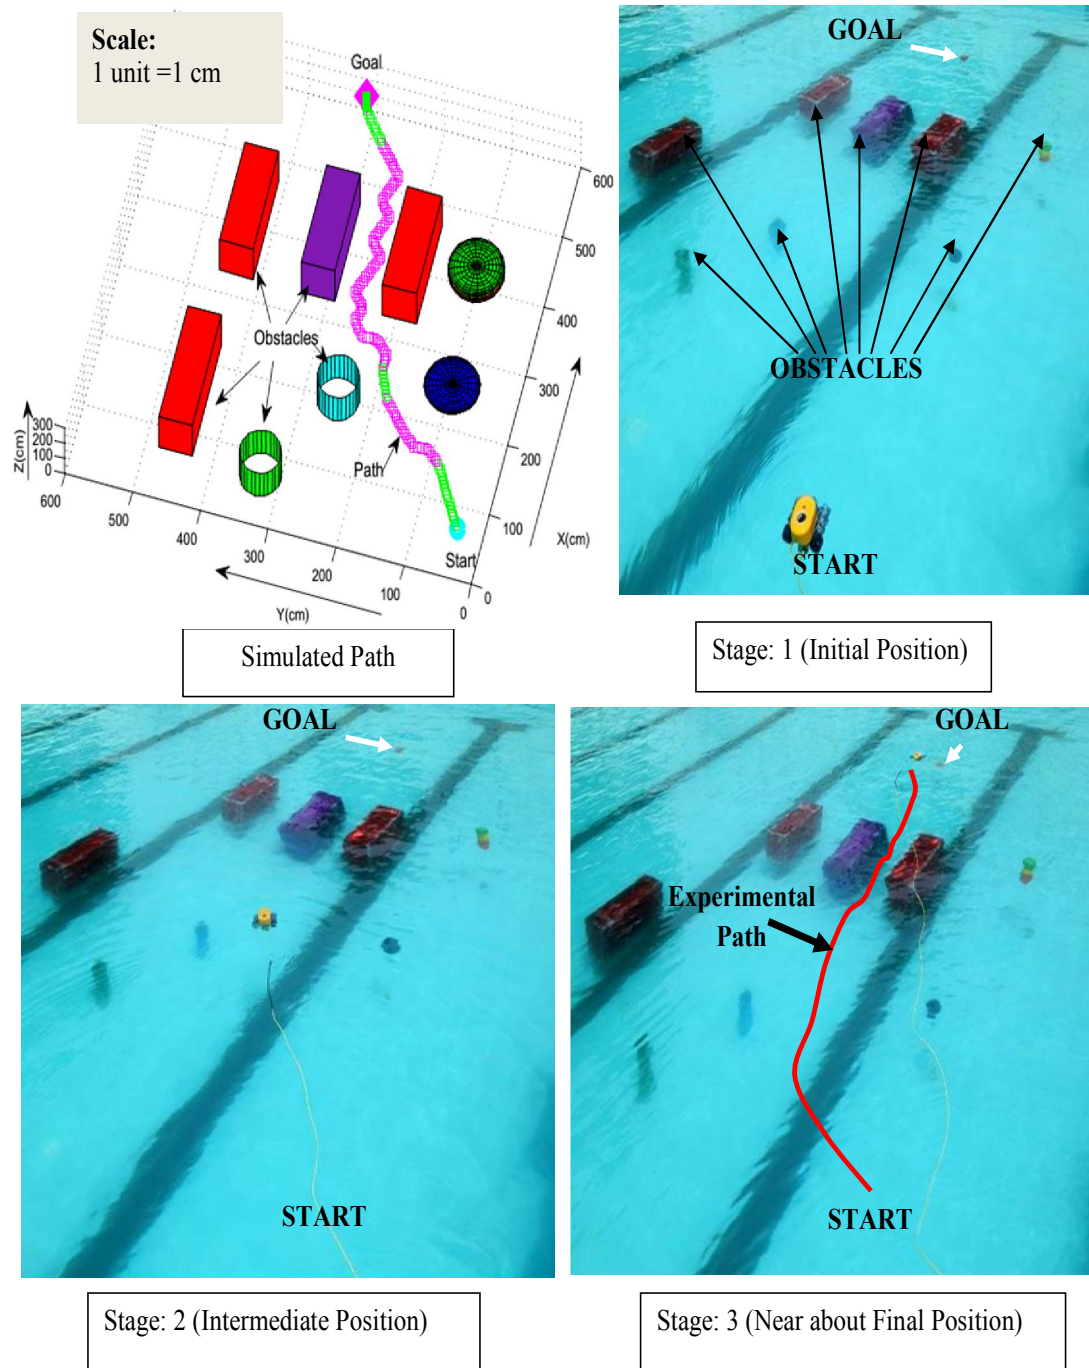 Scale:
1 unit =1 cm
Goal
600
500
400
300
200
100
0
X(cm)
Obstacles
Path
Start
Z(cm)
300
200
100
0
600
500
400
300
200
100
0
Y(cm)
Simulated Path
GOAL
OBSTACLES
START
Stage: 1 (Initial Position)
GOAL
START
Stage: 2 (Intermediate Position)
GOAL
Experimental
Path
START
Stage: 3 (Near about Final Position)